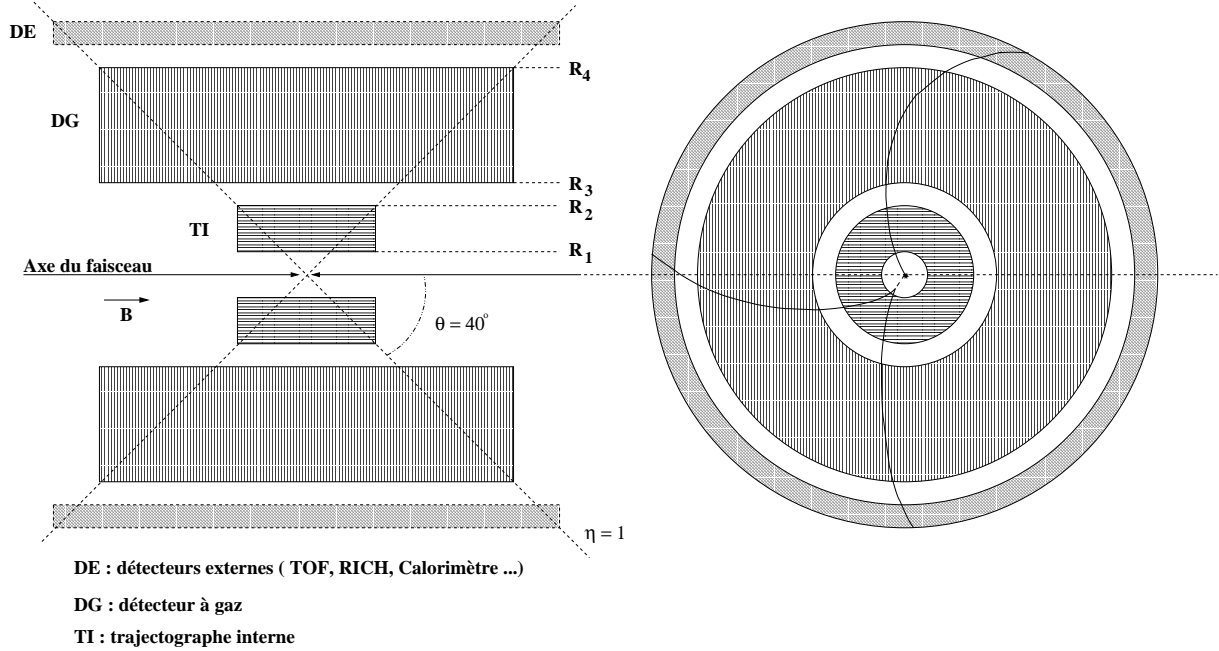 DE
R4
DG
R3
R2
TI
R1
Axe du faisceau
B
θ = 40°
η = 1
DE : détecteurs externes ( TOF, RICH, Calorimètre ...)
DG : détecteur à gaz
TI : trajectographe interne